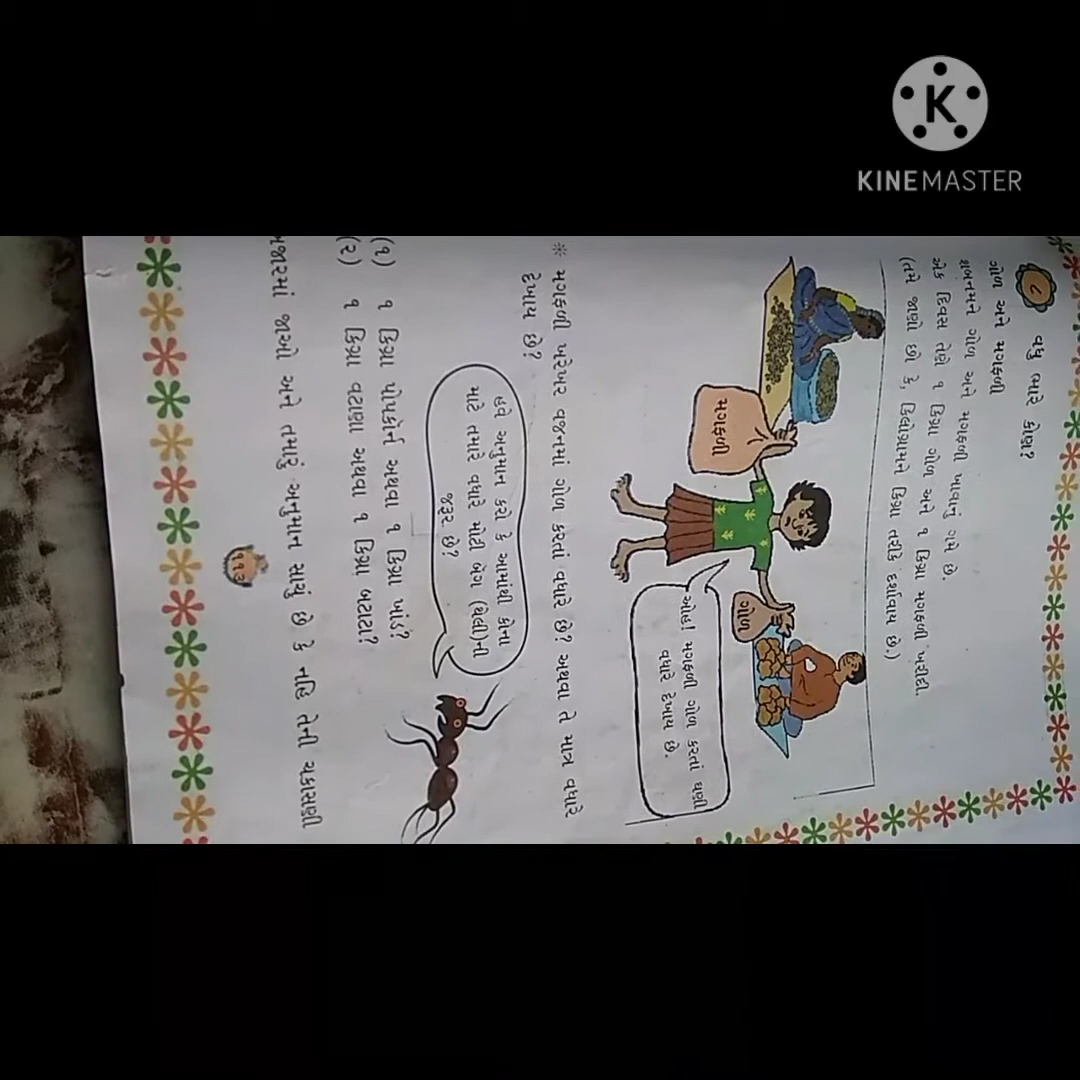 KINEMASTER
૮ વધુ ભારે કોણ?
ગોળ અને મગફળી
શબનમને ગોળ અને મગફળી ખાવાનું ગમે છે.
એક દિવસ તેણે ૧ કિગ્રા ગોળ અને ૧ કિગ્રા મગફળી ખરીદી.
(તમે જાણો છો કે, કિલોગ્રામને કિગ્રા તરીકે દર્શાવાય છે)
મગફળી
ગોળ
ઓહ! મગફળી ગોળ કરતાં ઘણી
વધારે દેખાય છે.
* મગફળી ખરેખર વજનમાં ગોળ કરતાં વધારે છે? અથવા તે માત્ર વધારે
દેખાય છે?
હવે અનુમાન કરો કે આમાંથી કોના
માટે તમારે વધારે મોટી બેગ (થેલી)ની
જરૂર છે?
(૧) ૧ કિગ્રા પોપકોર્ન અથવા ૧ કિગ્રા ખાંડ?
(૨) ૧ કિગ્રા વટાણા અથવા ૧ કિગ્રા બટાટા?
બજારમાં જાઓ અને તમારું અનુમાન સાચું છે કે નહિ તેની ચકાસણી
૧૧૩